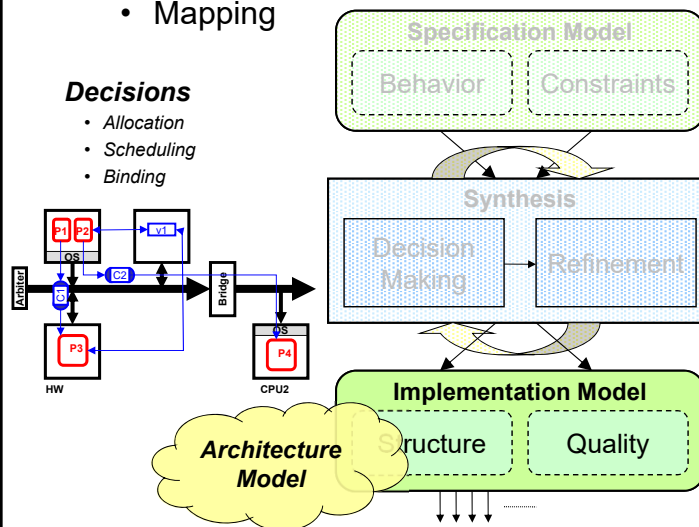 • Mapping
Decisions
• Allocation
• Scheduling
• Binding
P1
P2
v1
OS
C2
Arbiter
C1
Bridge
P3
OS
P4
HW
CPU2
Specification Model
Behavior
Constraints
Synthesis
Decision
Making
Refinement
Implementation Model
Structure
Quality
Architecture
Model